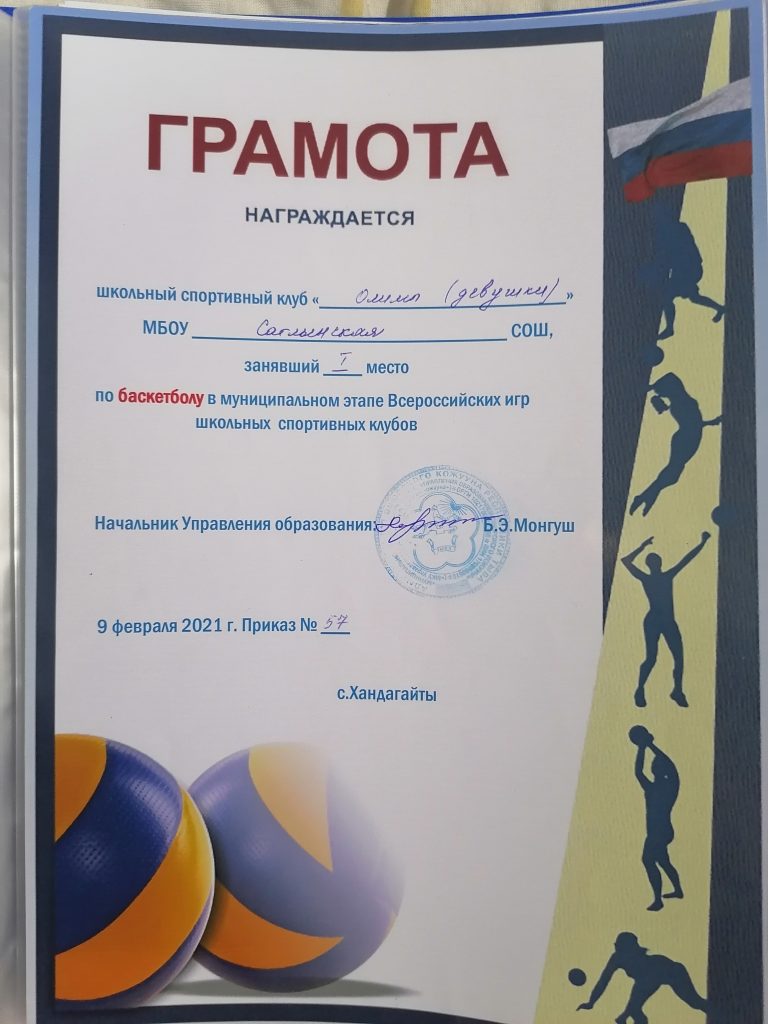 ГРАМОТА
НАГРАЖДАЕТСЯ
школьный спортивный клуб «Олимп (девушки)»
МБОУ Саглынская СОШ,
занявший I место
по баскетболу в муниципальном этапе Всероссийских игр
школьных спортивных клубов
Начальник Управления образования: Б.Э.Монгуш
9 февраля 2021 г. Приказ № 57
с.Хандагайты